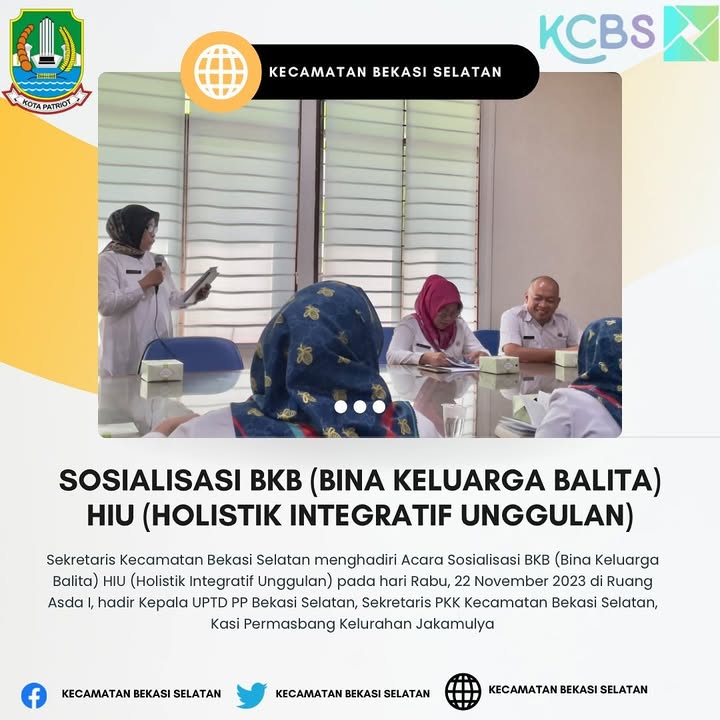 KCBS
KOTA PATRIOT
KECAMATAN BEKASI SELATAN
SOSIALISASI BKB (BINA KELUARGA BALITA)
HIU (HOLISTIK INTEGRATIF UNGGULAN)
Sekretaris Kecamatan Bekasi Selatan menghadiri Acara Sosialisasi BKB (Bina Keluarga
Balita) HIU (Holistik Integratif Unggulan) pada hari Rabu, 22 November 2023 di Ruang
Asda I, hadir Kepala UPTD PP Bekasi Selatan, Sekretaris PKK Kecamatan Bekasi Selatan,
Kasi Permasbang Kelurahan Jakamulya
KECAMATAN BEKASI SELATAN
KECAMATAN BEKASI SELATAN
KECAMATAN BEKASI SELATAN